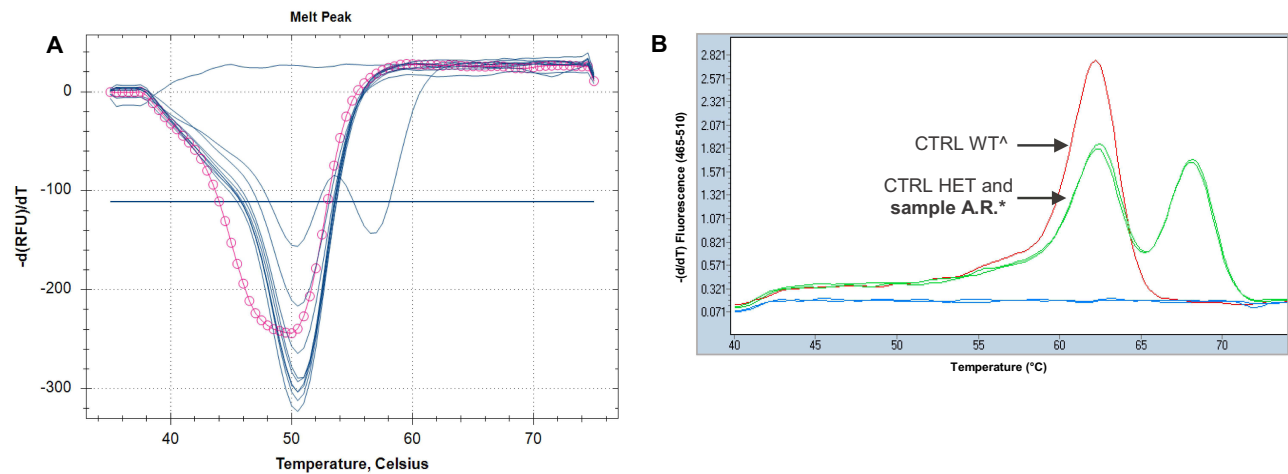 Melt Peak
A
0
-100
-200
-300
-d(RFU)/dT
40 50 60 70
Temperature, Celsius
B
2.821
2.571
2.321
2.071
1.821
1.571
1.321
1.071
0.821
0.571
0.321
0.071
-(d/dT) Fluorescence (465-510)
CTRL WT^
CTRL HET and
sample A.R.*
40 45 50 55 60 65 70
Temperature (°C)